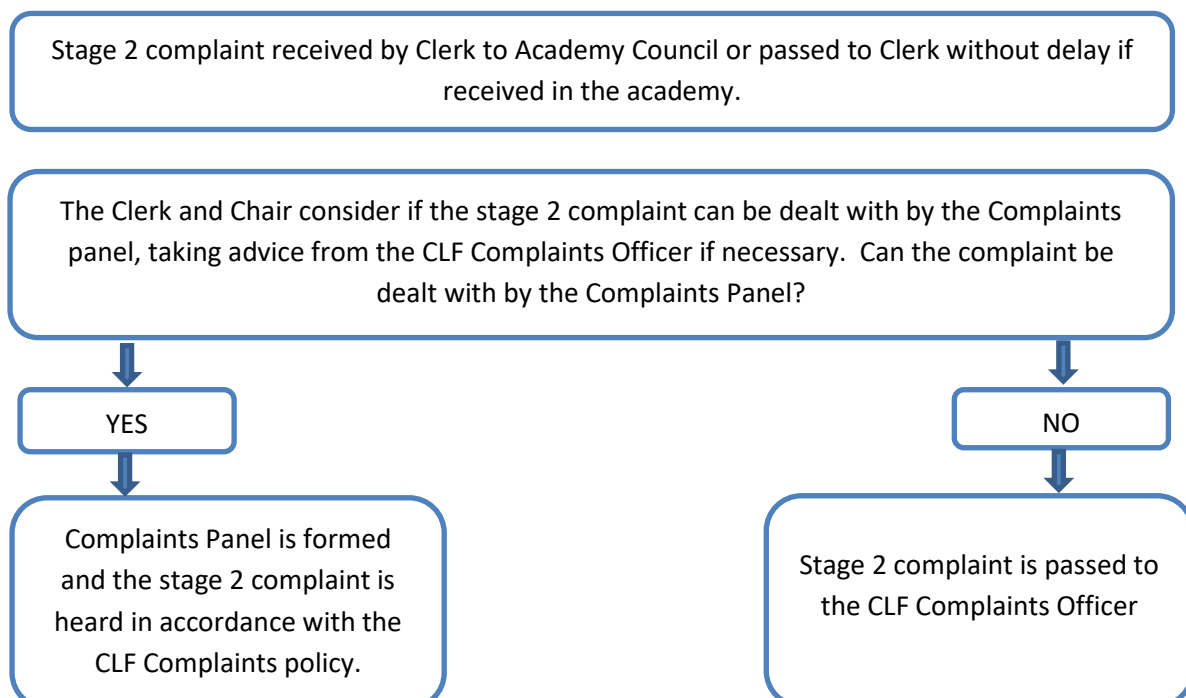 Stage 2 complaint received by Clerk to Academy Council or passed to Clerk without delay if
received in the academy.
The Clerk and Chair consider if the stage 2 complaint can be dealt with by the Complaints
panel, taking advice from the CLF Complaints Officer if necessary.  Can the complaint be
dealt with by the Complaints Panel?
YES
NO
Complaints Panel is formed
and the stage 2 complaint is
heard in accordance with the
CLF Complaints policy.
Stage 2 complaint is passed to
the CLF Complaints Officer